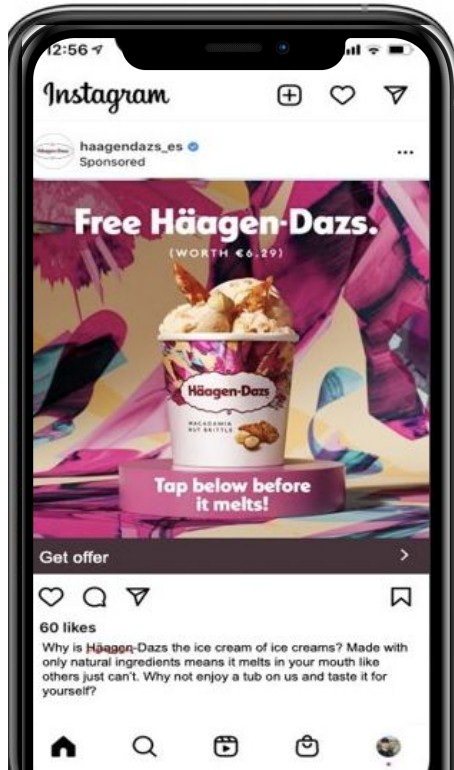 12:56
Instagram
haagendazs_es
Sponsored
Free Häagen-Dazs.
(WORTH €6.29)
Häagen-Dazs
MACADAMIA
NUT BRITTLE
Tap below before
it melts!
Get offer
60 likes
Why is Häagen-Dazs the ice cream of ice creams? Made with
only natural ingredients means it melts in your mouth like
others just can't. Why not enjoy a tub on us and taste it for
yourself?